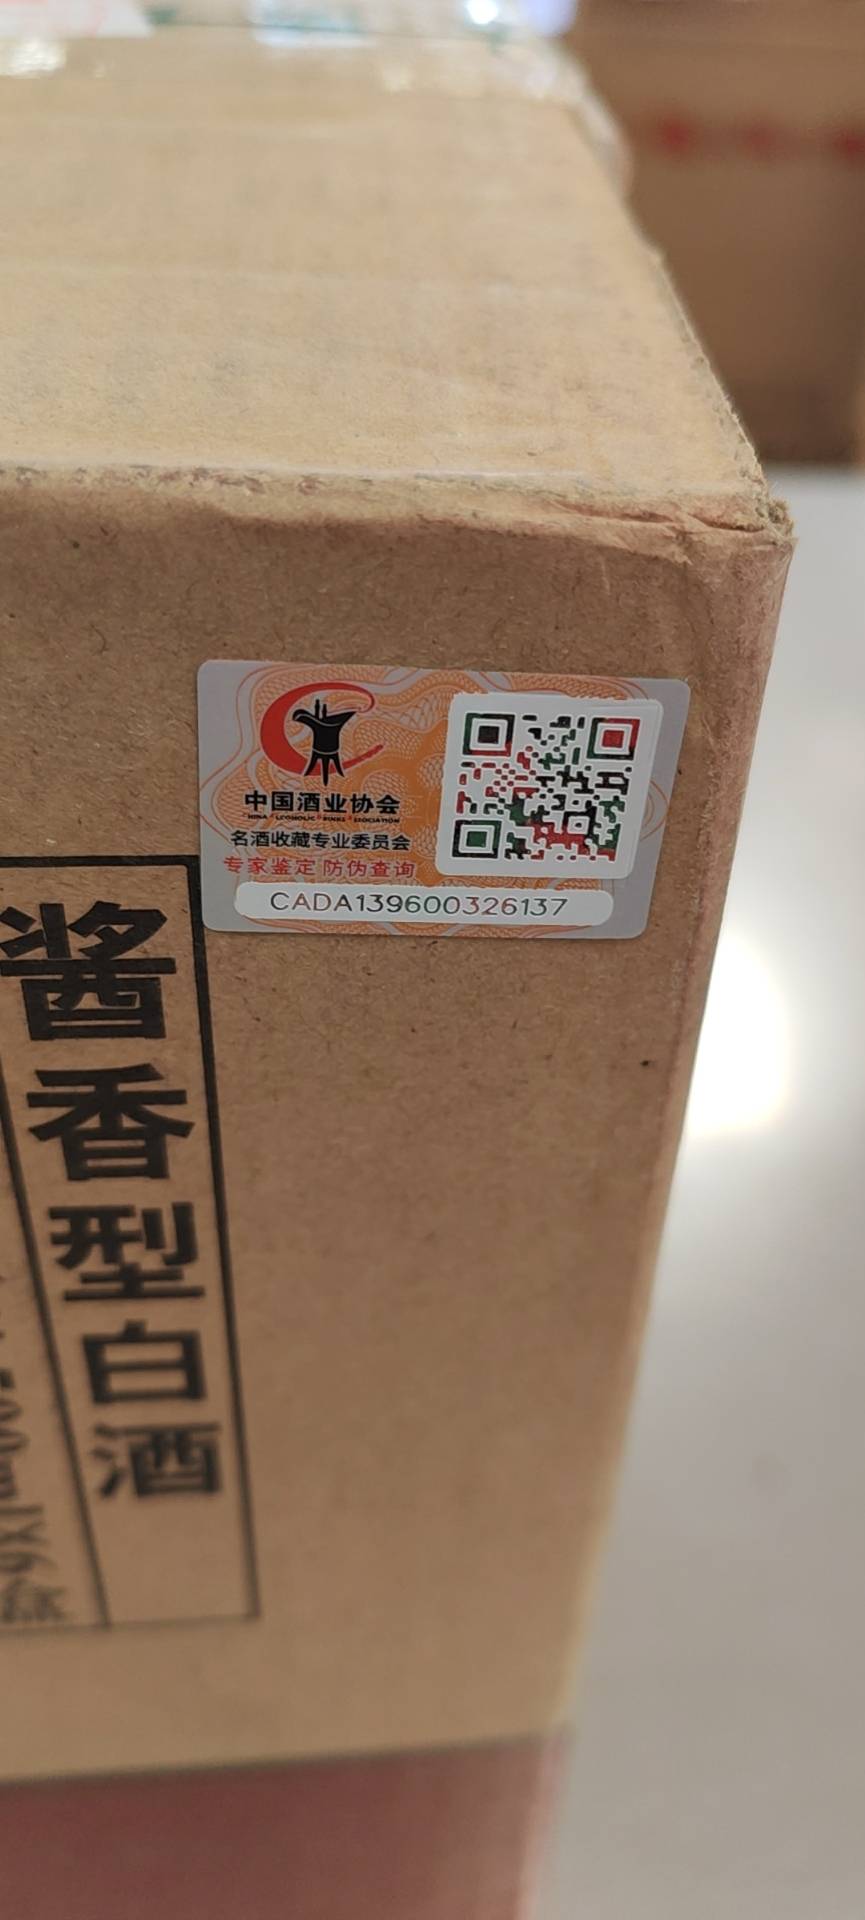 中国酒业协会
名酒收藏专业委员会
专家鉴定 防伪查询
CADA139600326137
酱香型白酒